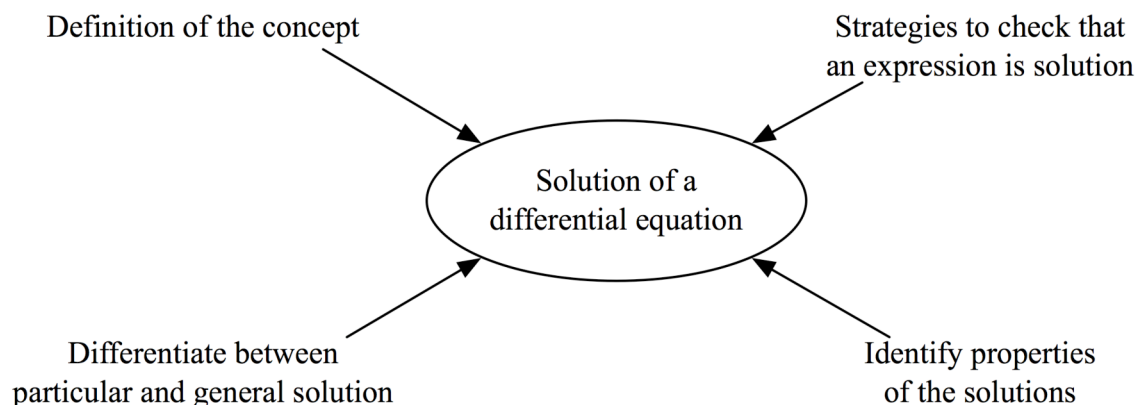 Definition of the concept
Strategies to check that
an expression is solution
Solution of a
differential equation
Differentiate between
particular and general solution
Identify properties
of the solutions